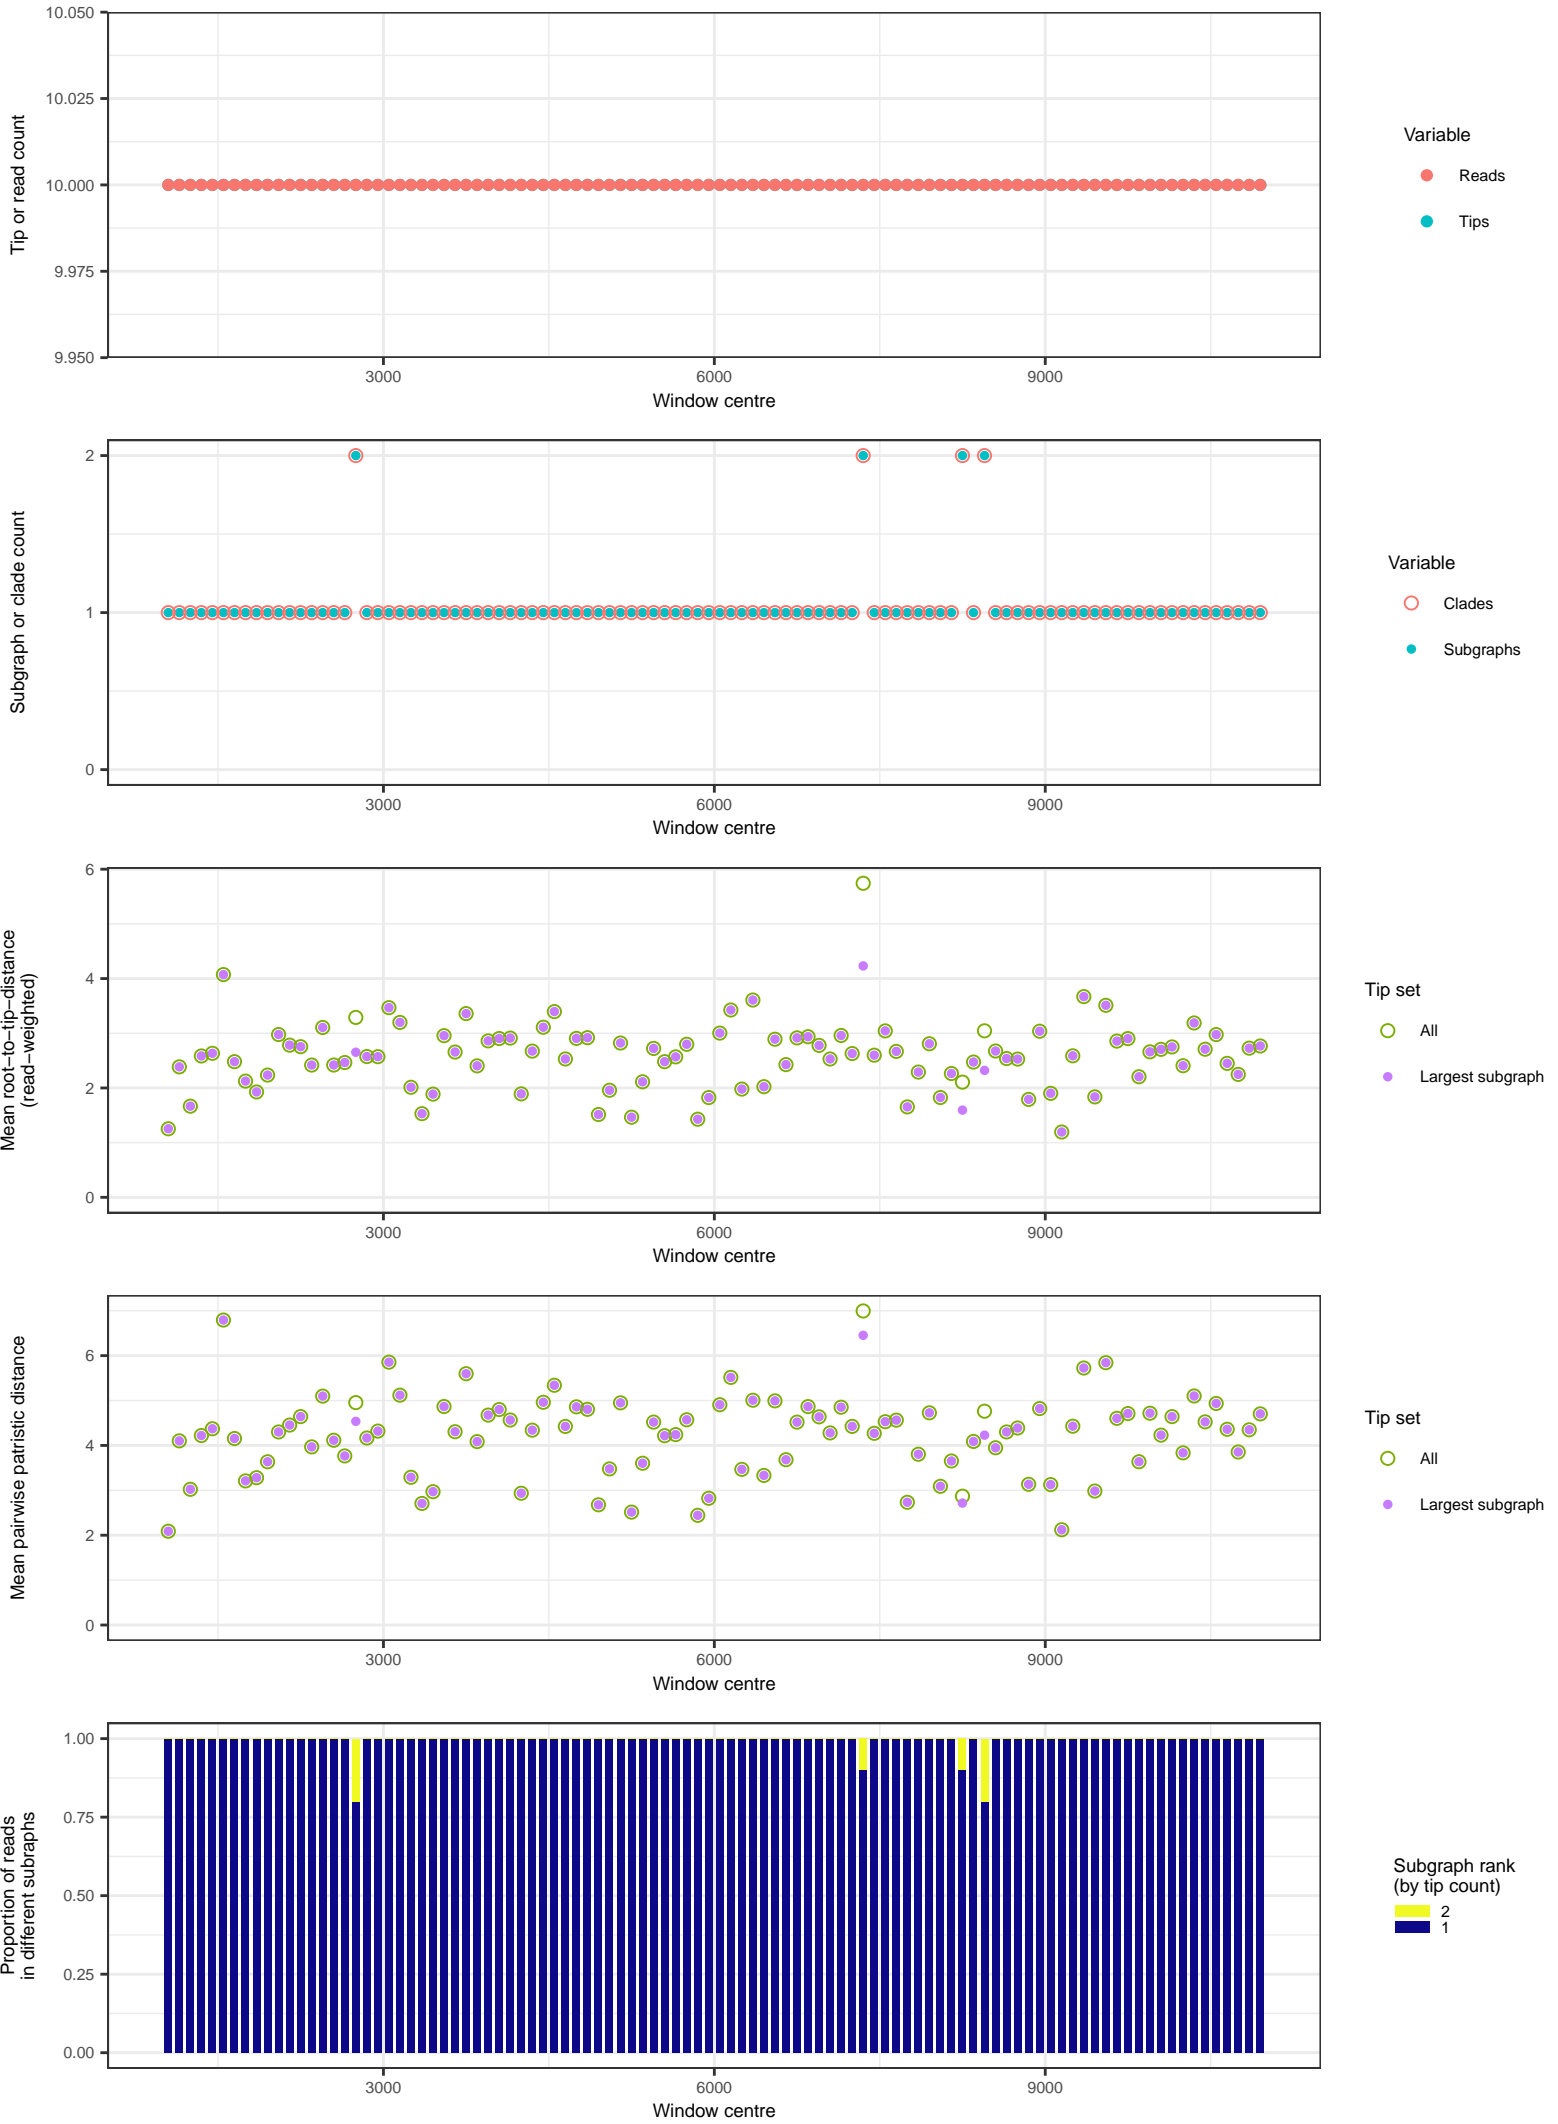 10.050
10.025
10.000
9.975
9.950
Tip or read count
3000
6000
9000
Window centre
Variable
Reads
Tips
2
1
0
Subgraph or clade count
3000
6000
9000
Window centre
Variable
Clades
Subgraphs
6
4
2
0
Mean root−to−tip−distance
(read−weighted)
3000
6000
9000
Window centre
Tip set
All
Largest subgraph
6
4
2
0
Mean pairwise patristic distance
3000
6000
9000
Window centre
Tip set
All
Largest subgraph
1.00
0.75
0.50
0.25
0.00
Proportion of reads
in different subraphs
3000
6000
9000
Window centre
Subgraph rank
(by tip count)
2
1